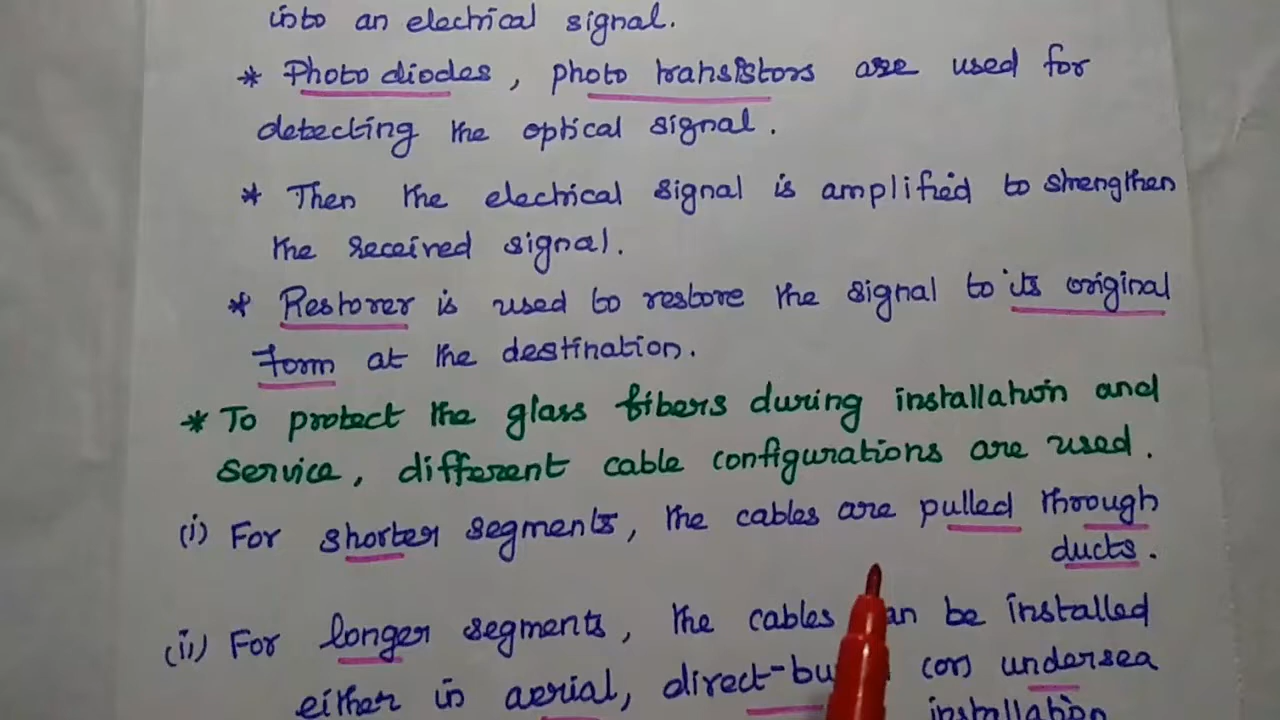 into an electrical signal.
* Photo diodes, photo transistors are used for
detecting the optical signal.
* Then the electrical signal is amplified to strengthen
the received signal.
* Restorer is used to restore the signal to its original
form at the destination.
* To protect the glass fibers during installation and
service, different cable configurations are used.
(i) For shorter segments, the cables are pulled through
ducts.
(ii) For longer segments, the cables can be installed
either in aerial, direct-bu (or) undersea
installation